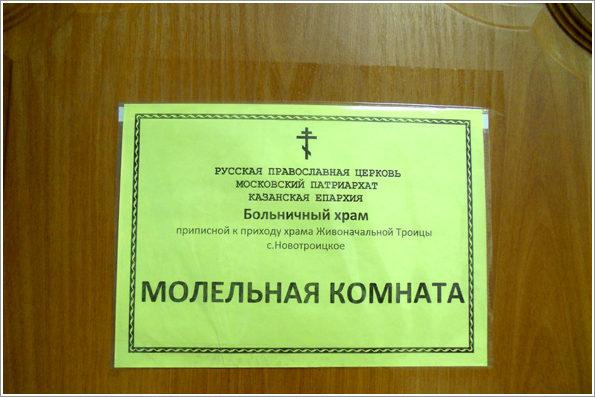 РУССКАЯ ПРАВОСЛАВНАЯ ЦЕРКОВЬ
МОСКОВСКИЙ ПАТРИАРХАТ
КАЗАНСКАЯ ЕПАРХИЯ
Больничный храм
приписной к приходу храма Живоначальной Троицы
с.Новотроицкое
МОЛЕЛЬНАЯ КОМНАТА